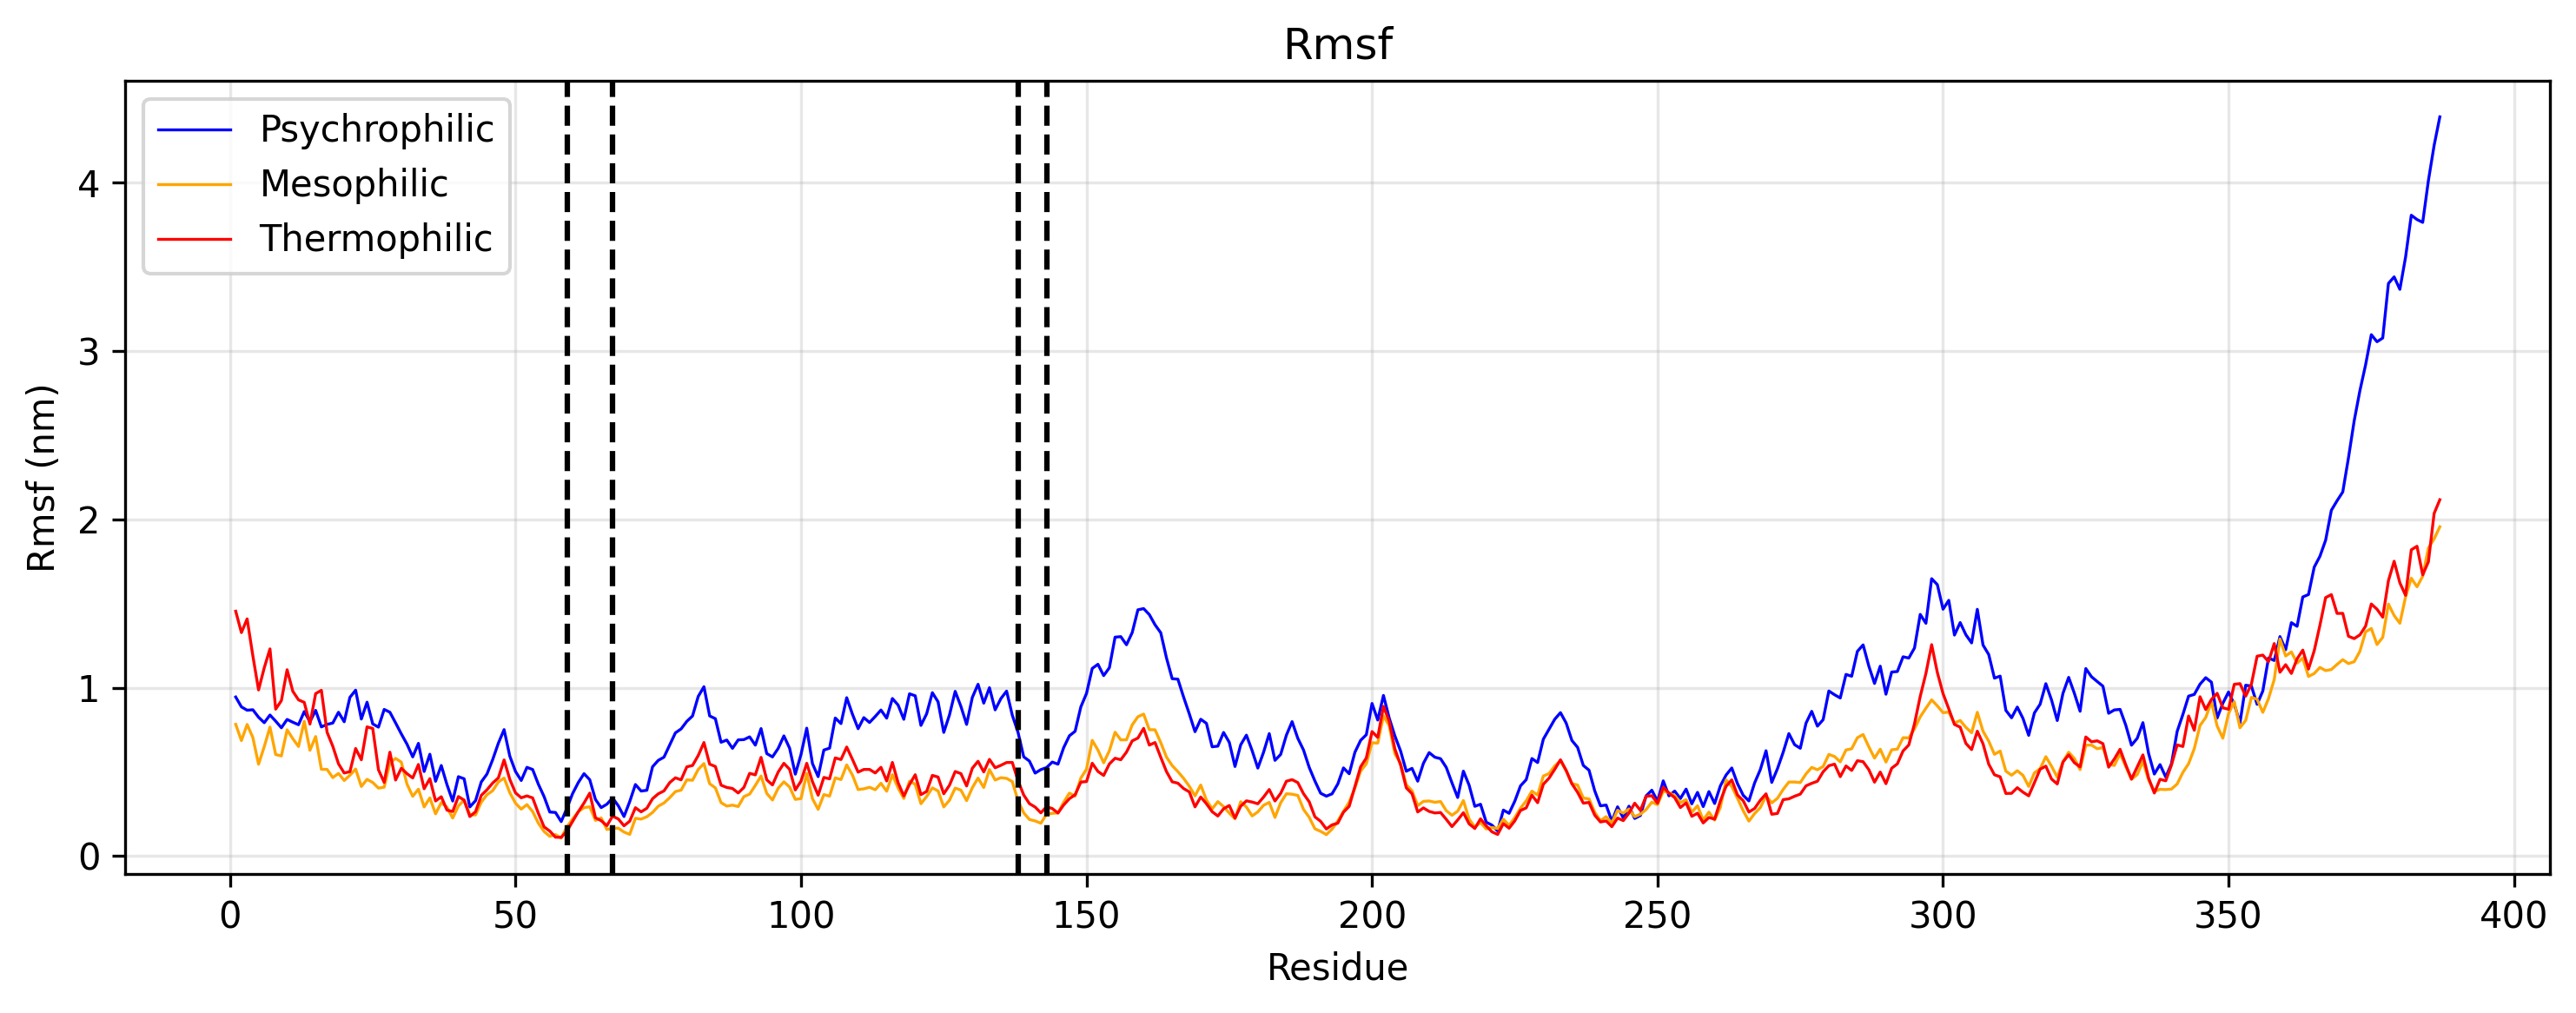 Rmsf
Psychrophilic
Mesophilic
Thermophilic
Rmsf (nm)
4
3
2
1
0
0 50 100 150 200 250 300 350 400
Residue